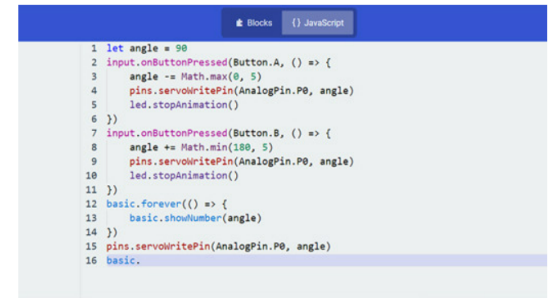 Blocks
{} JavaScript
1 let angle = 90
2 input.onButtonPressed(Button.A, () => {
3     angle -= Math.max(0, 5)
4     pins.servoWritePin(AnalogPin.P0, angle)
5     led.stopAnimation()
6 })
7 input.onButtonPressed(Button.B, () => {
8     angle += Math.min(180, 5)
9     pins.servoWritePin(AnalogPin.P0, angle)
10     led.stopAnimation()
11 })
12 basic.forever(() => {
13     basic.showNumber(angle)
14 })
15 pins.servoWritePin(AnalogPin.P0, angle)
16 basic.